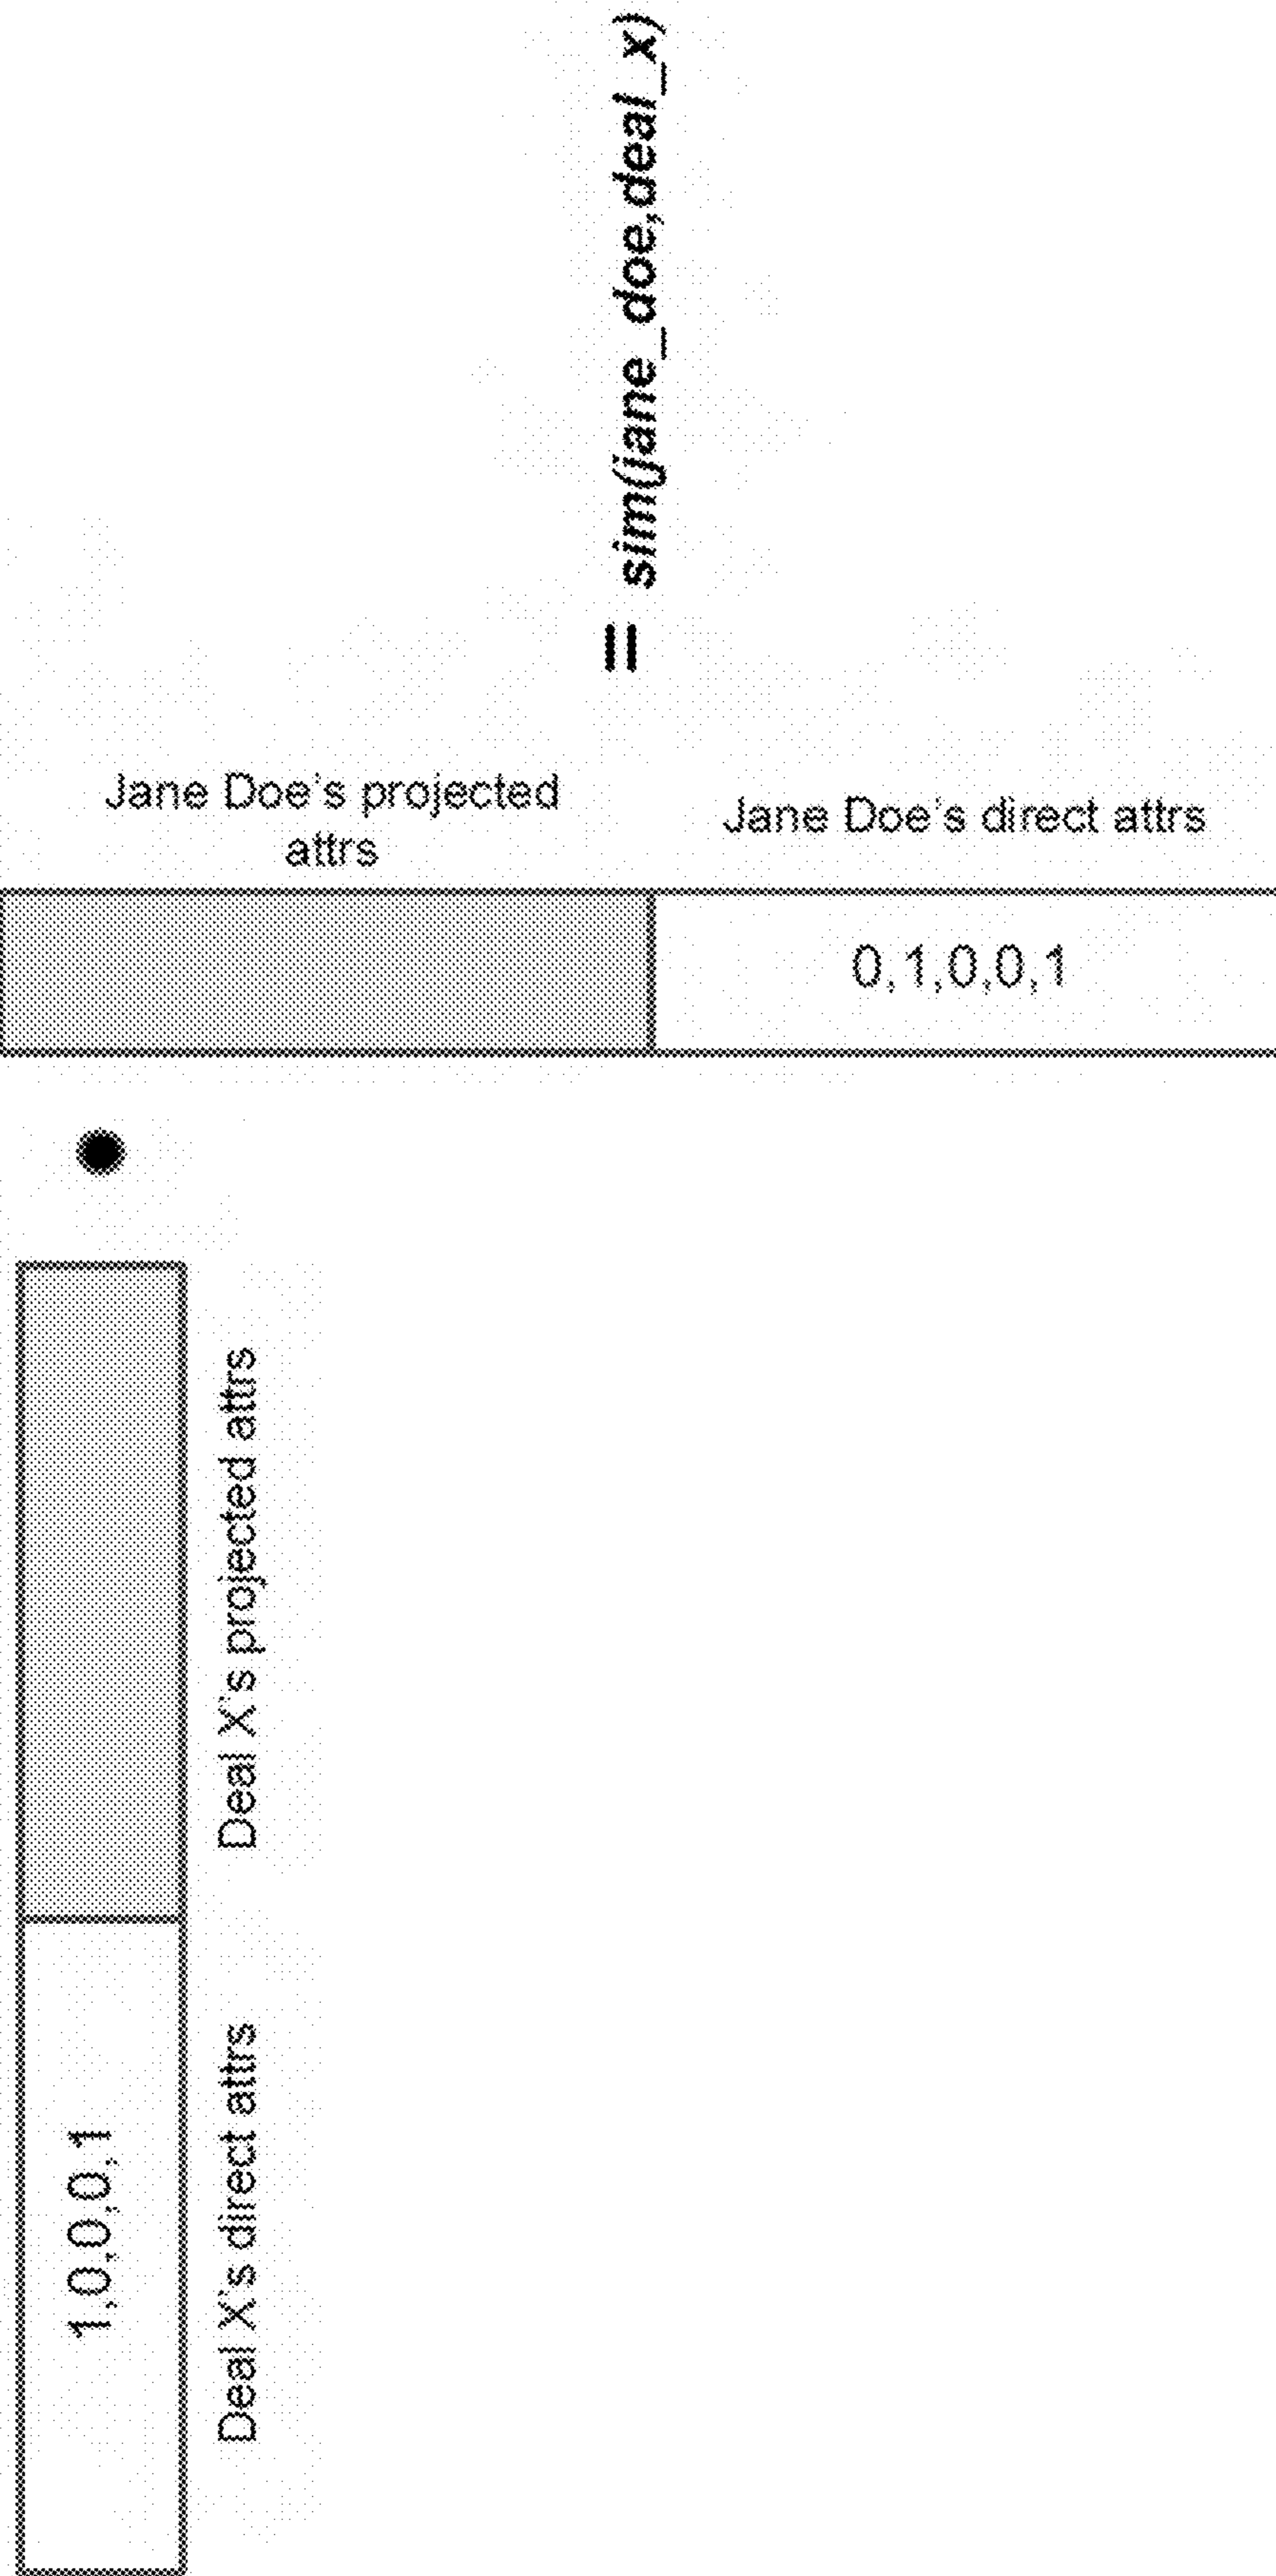 1,0,0,0,1
Deal X's direct attrs
Deal X's projected attrs
Jane Doe's projected
attrs
Jane Doe's direct attrs
0,1,0,0,1
= sim(jane_doe,deal_x)